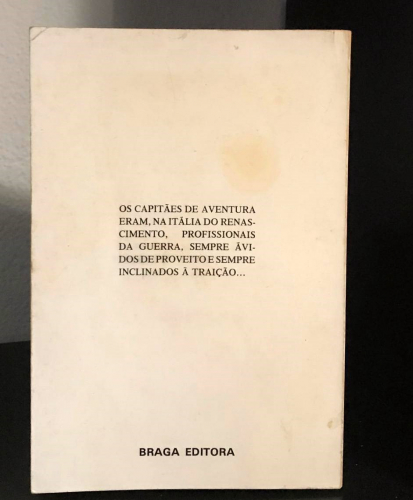 OS CAPITÃES DE AVENTURA
ERAM, NA ITÁLIA DO RENAS-
CIMENTO, PROFISSIONAIS
DA GUERRA, SEMPRE ÁVI-
DOS DE PROVEITO E SEMPRE
INCLINADOS À TRAIÇÃO...
BRAGA EDITORA